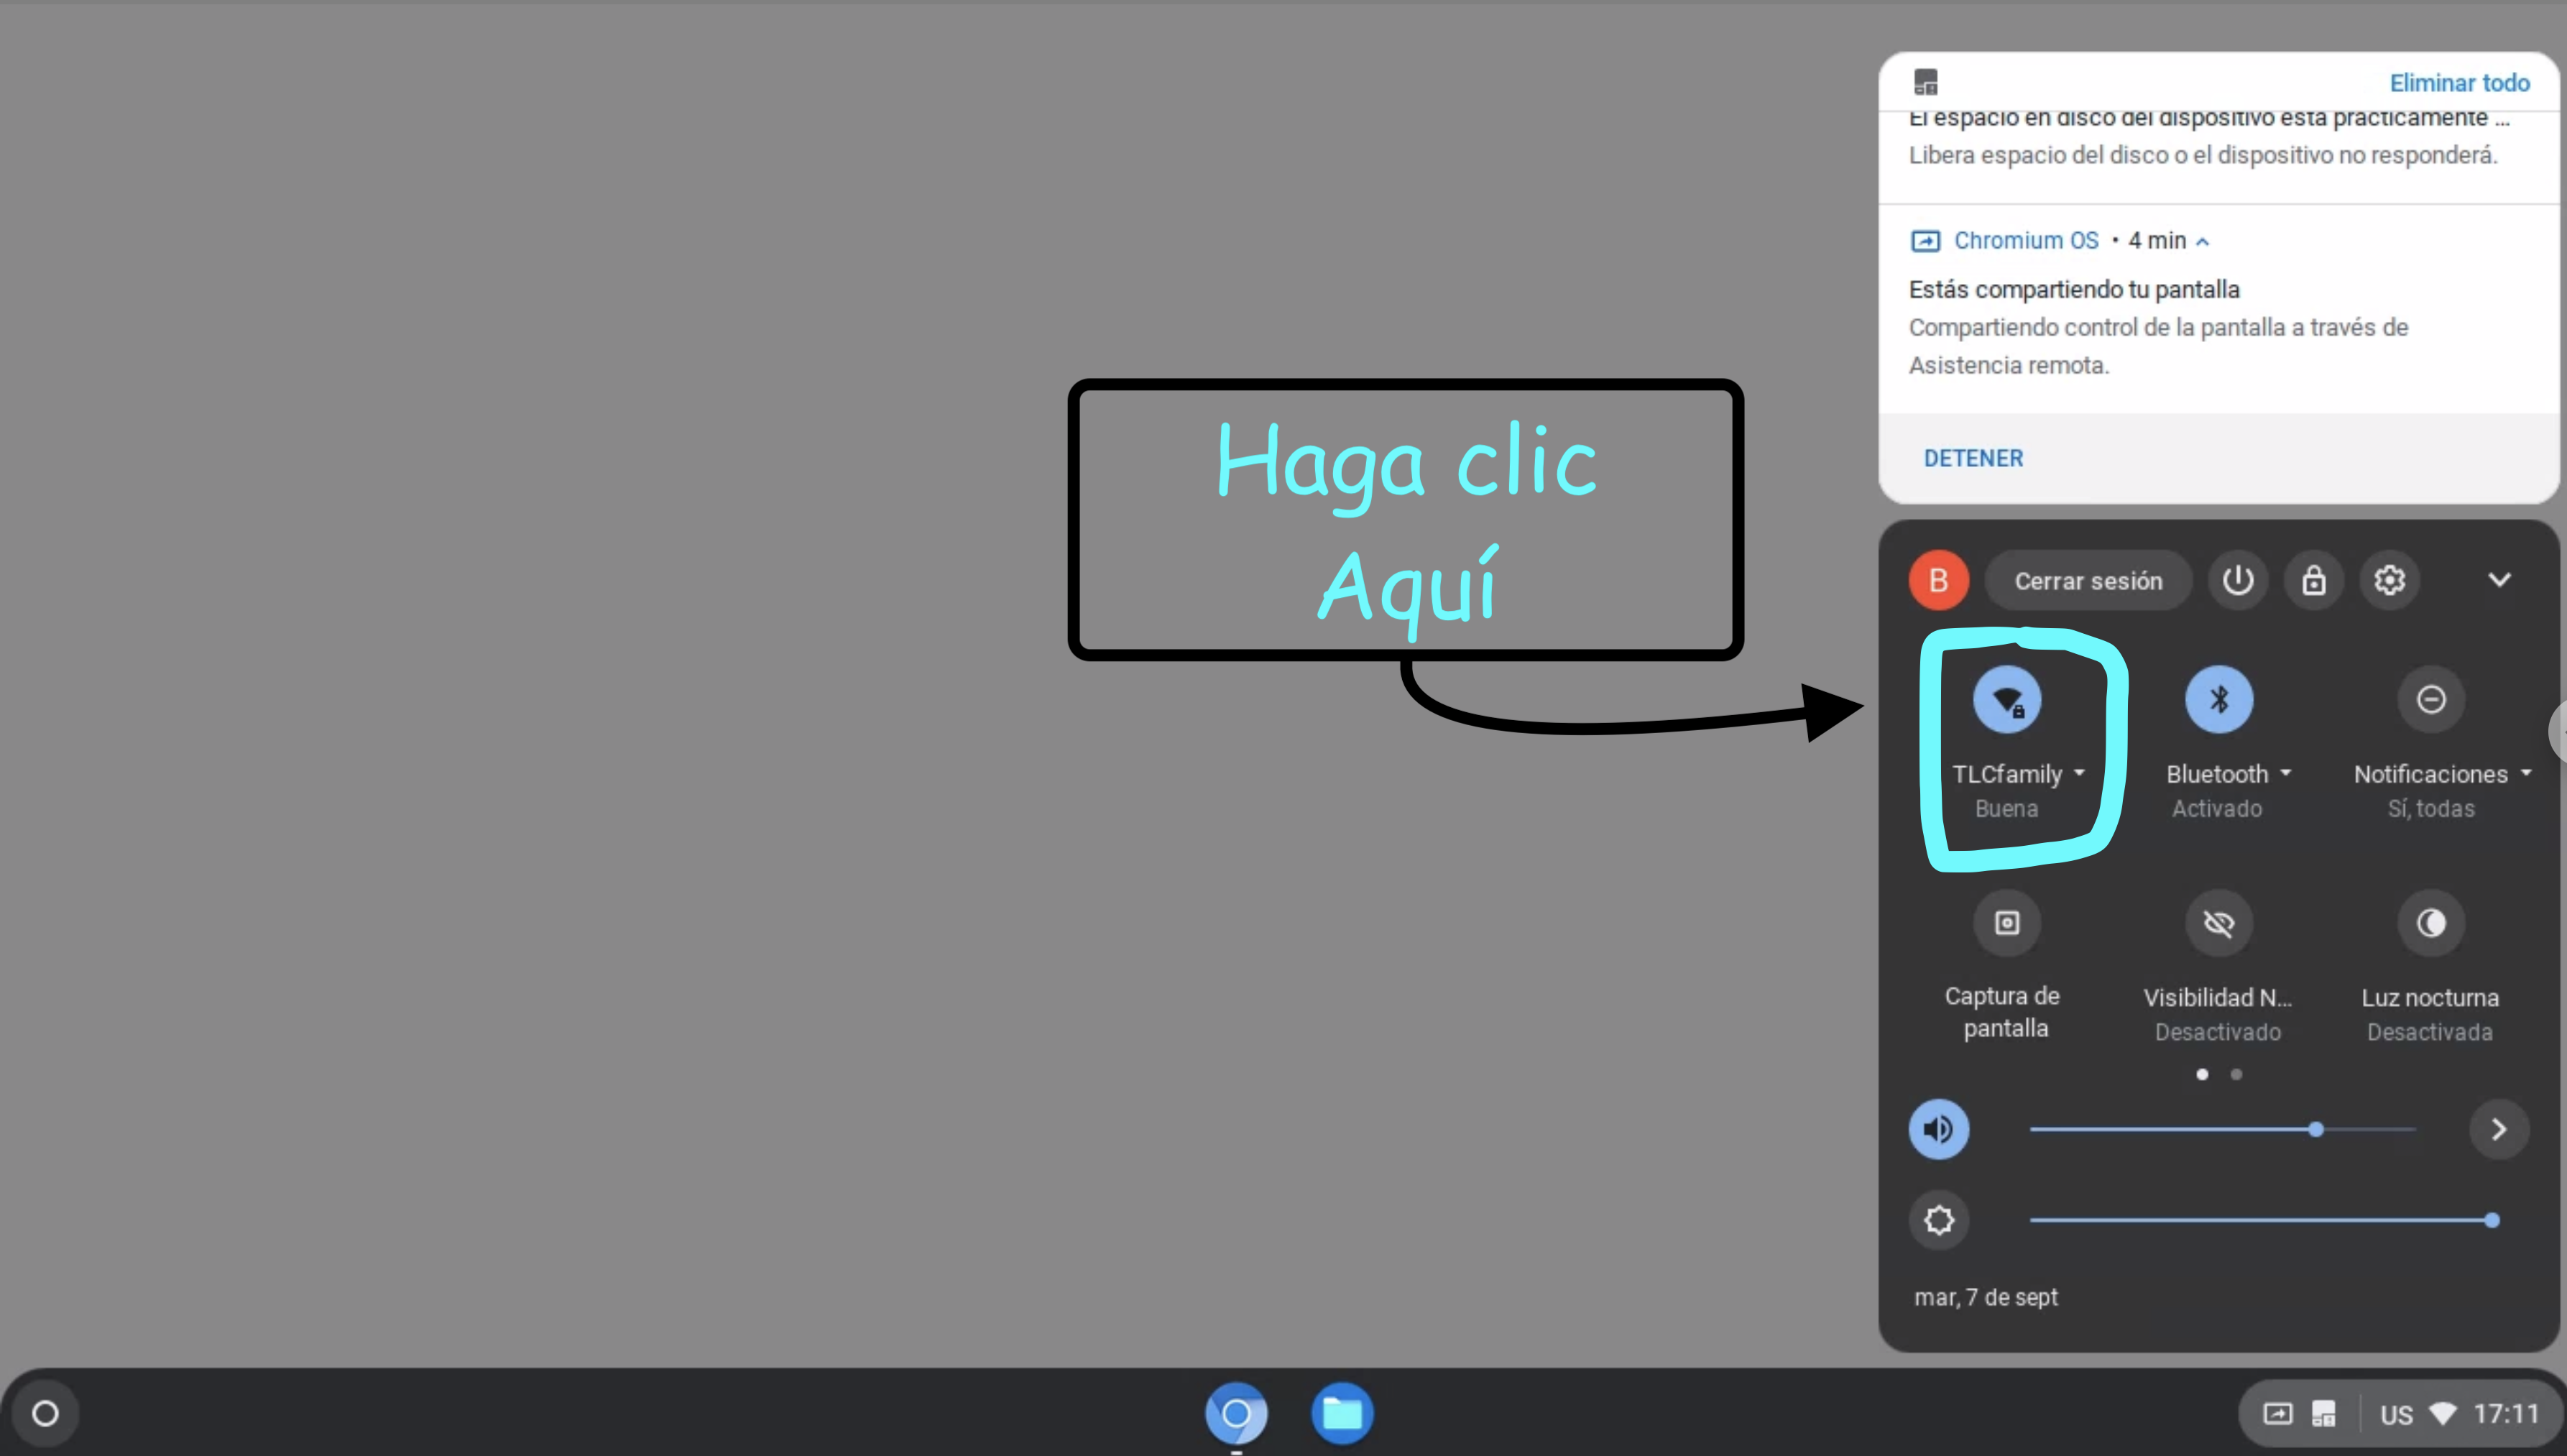 Eliminar todo
El espacio en disco del dispositivo está prácticamente ...
Libera espacio del disco o el dispositivo no responderá.
Chromium OS • 4 min
Estás compartiendo tu pantalla
Compartiendo control de la pantalla a través de
Asistencia remota.
DETENER
Haga clic
Aquí
B
Cerrar sesión
TLCfamily
Buena
Bluetooth
Activado
Notificaciones
Sí, todas
Captura de
pantalla
Visibilidad N...
Desactivado
Luz nocturna
Desactivada
mar, 7 de sept
US
17:11